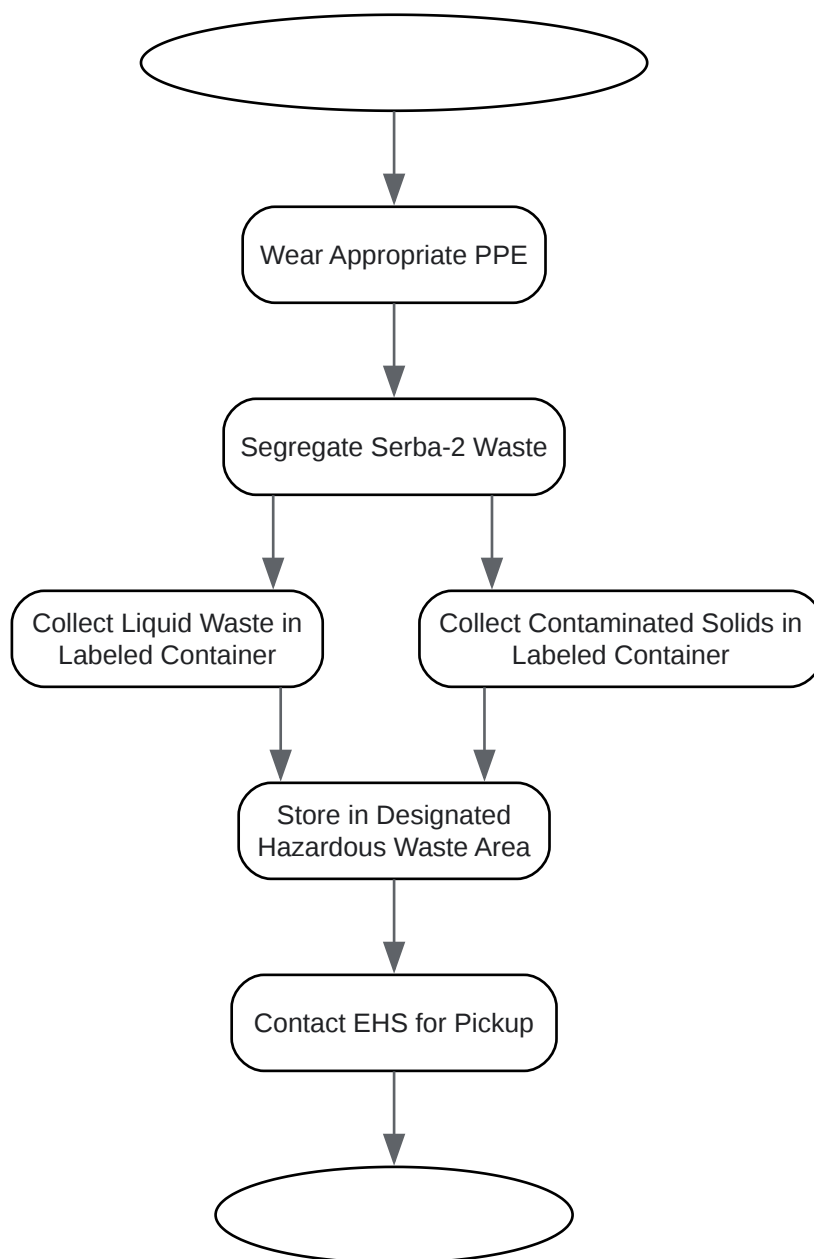 Wear Appropriate PPE
Segregate Serba-2 Waste
Collect Liquid Waste in
Labeled Container
Collect Contaminated Solids in
Labeled Container
Store in Designated
Hazardous Waste Area
Contact EHS for Pickup